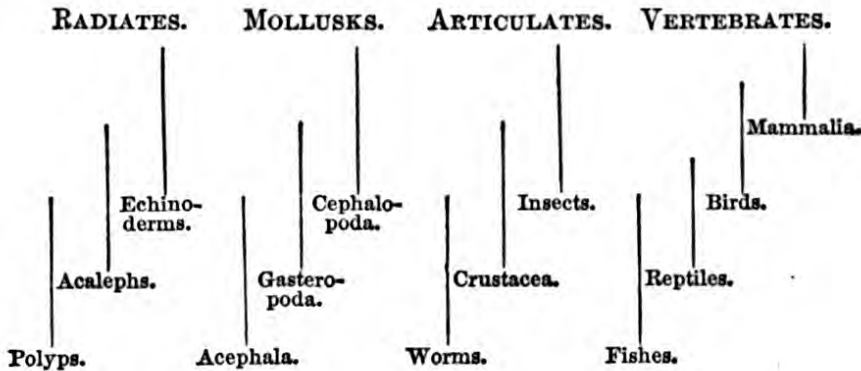 RADIATES. MOLLUSKS. ARTICULATES. VERTEBRATES.
Mammalia.
Echino-
derms.
Cephalo-
poda.
Insects. Birds.
Acalephs. Gastero-
poda.
Crustacea. Reptiles.
Polyps. Acephala. Worms. Fishes.